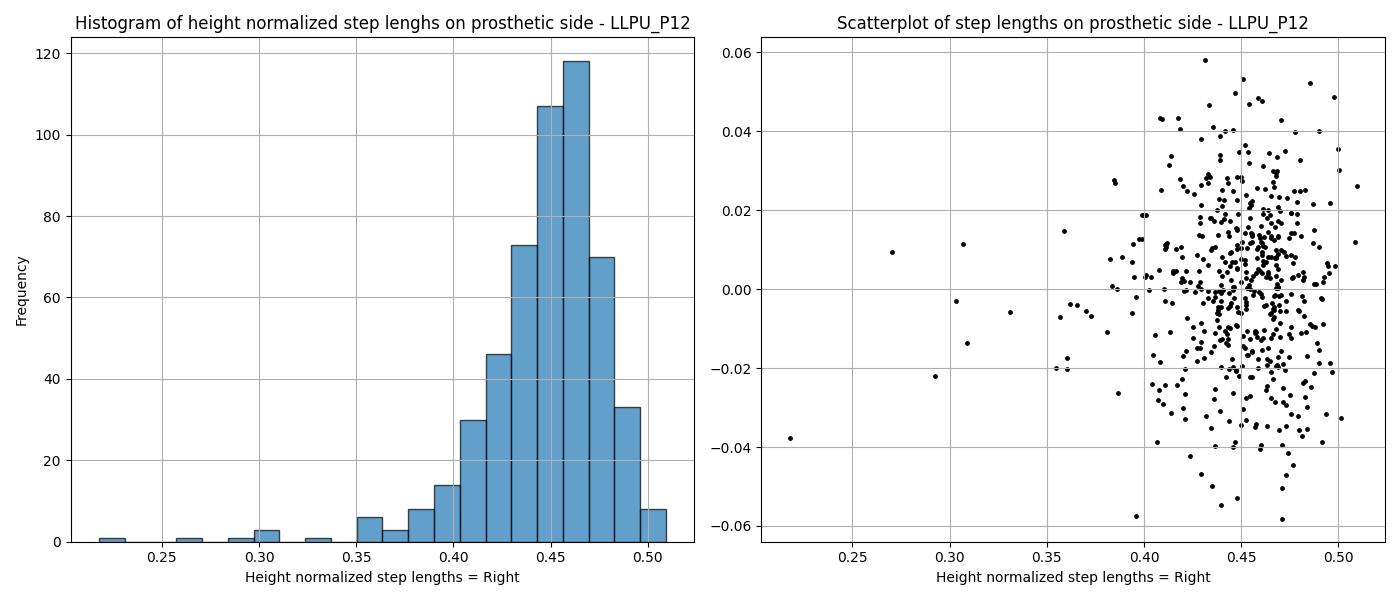 Histogram of height normalized step lenghs on prosthetic side - LLPU_P12
120
100
80
60
40
20
0
Frequency
0.25 0.30 0.35 0.40 0.45 0.50
Height normalized step lengths = Right
Scatterplot of step lengths on prosthetic side - LLPU_P12
0.06
0.04
0.02
0.00
−0.02
−0.04
−0.06
0.25 0.30 0.35 0.40 0.45 0.50
Height normalized step lengths = Right